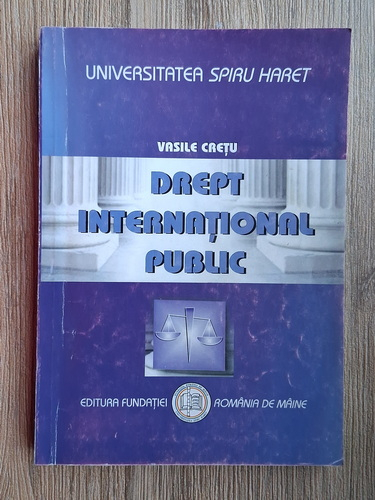 UNIVERSITATEA SPIRU HARET
VASILE CREȚU
DREPT
INTERNAȚIONAL
PUBLIC
EDITURA FUNDAȚIEI ROMÂNIA DE MÂINE